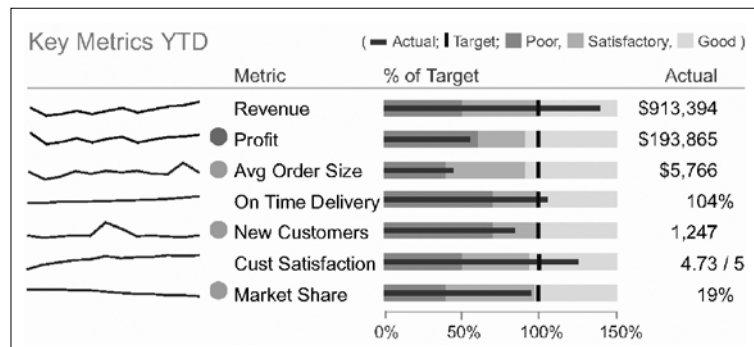 Key Metrics YTD ( Actual; Target; Poor, Satisfactory, Good )
Metric % of Target Actual
Revenue $913,394
Profit $193,865
Avg Order Size $5,766
On Time Delivery 104%
New Customers 1,247
Cust Satisfaction 4.73 / 5
Market Share 19%
0% 50% 100% 150%